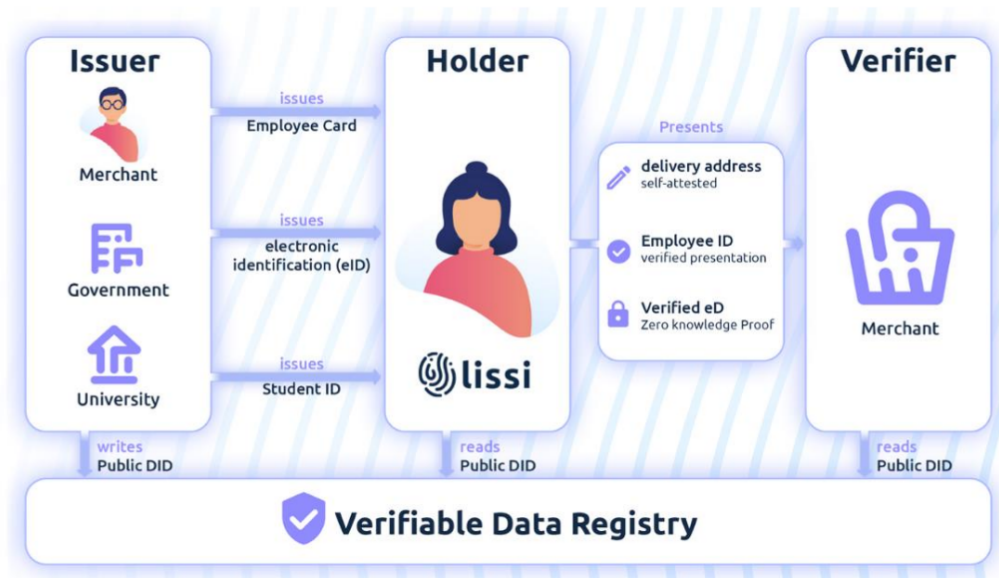 Issuer
Merchant
Government
University
issues
Employee Card
issues
electronic
identification (eID)
issues
Student ID
Holder
lissi
Presents
delivery address
self-attested
Employee ID
verified presentation
Verified eD
Zero knowledge Proof
Verifier
Merchant
writes
Public DID
reads
Public DID
reads
Public DID
Verifiable Data Registry